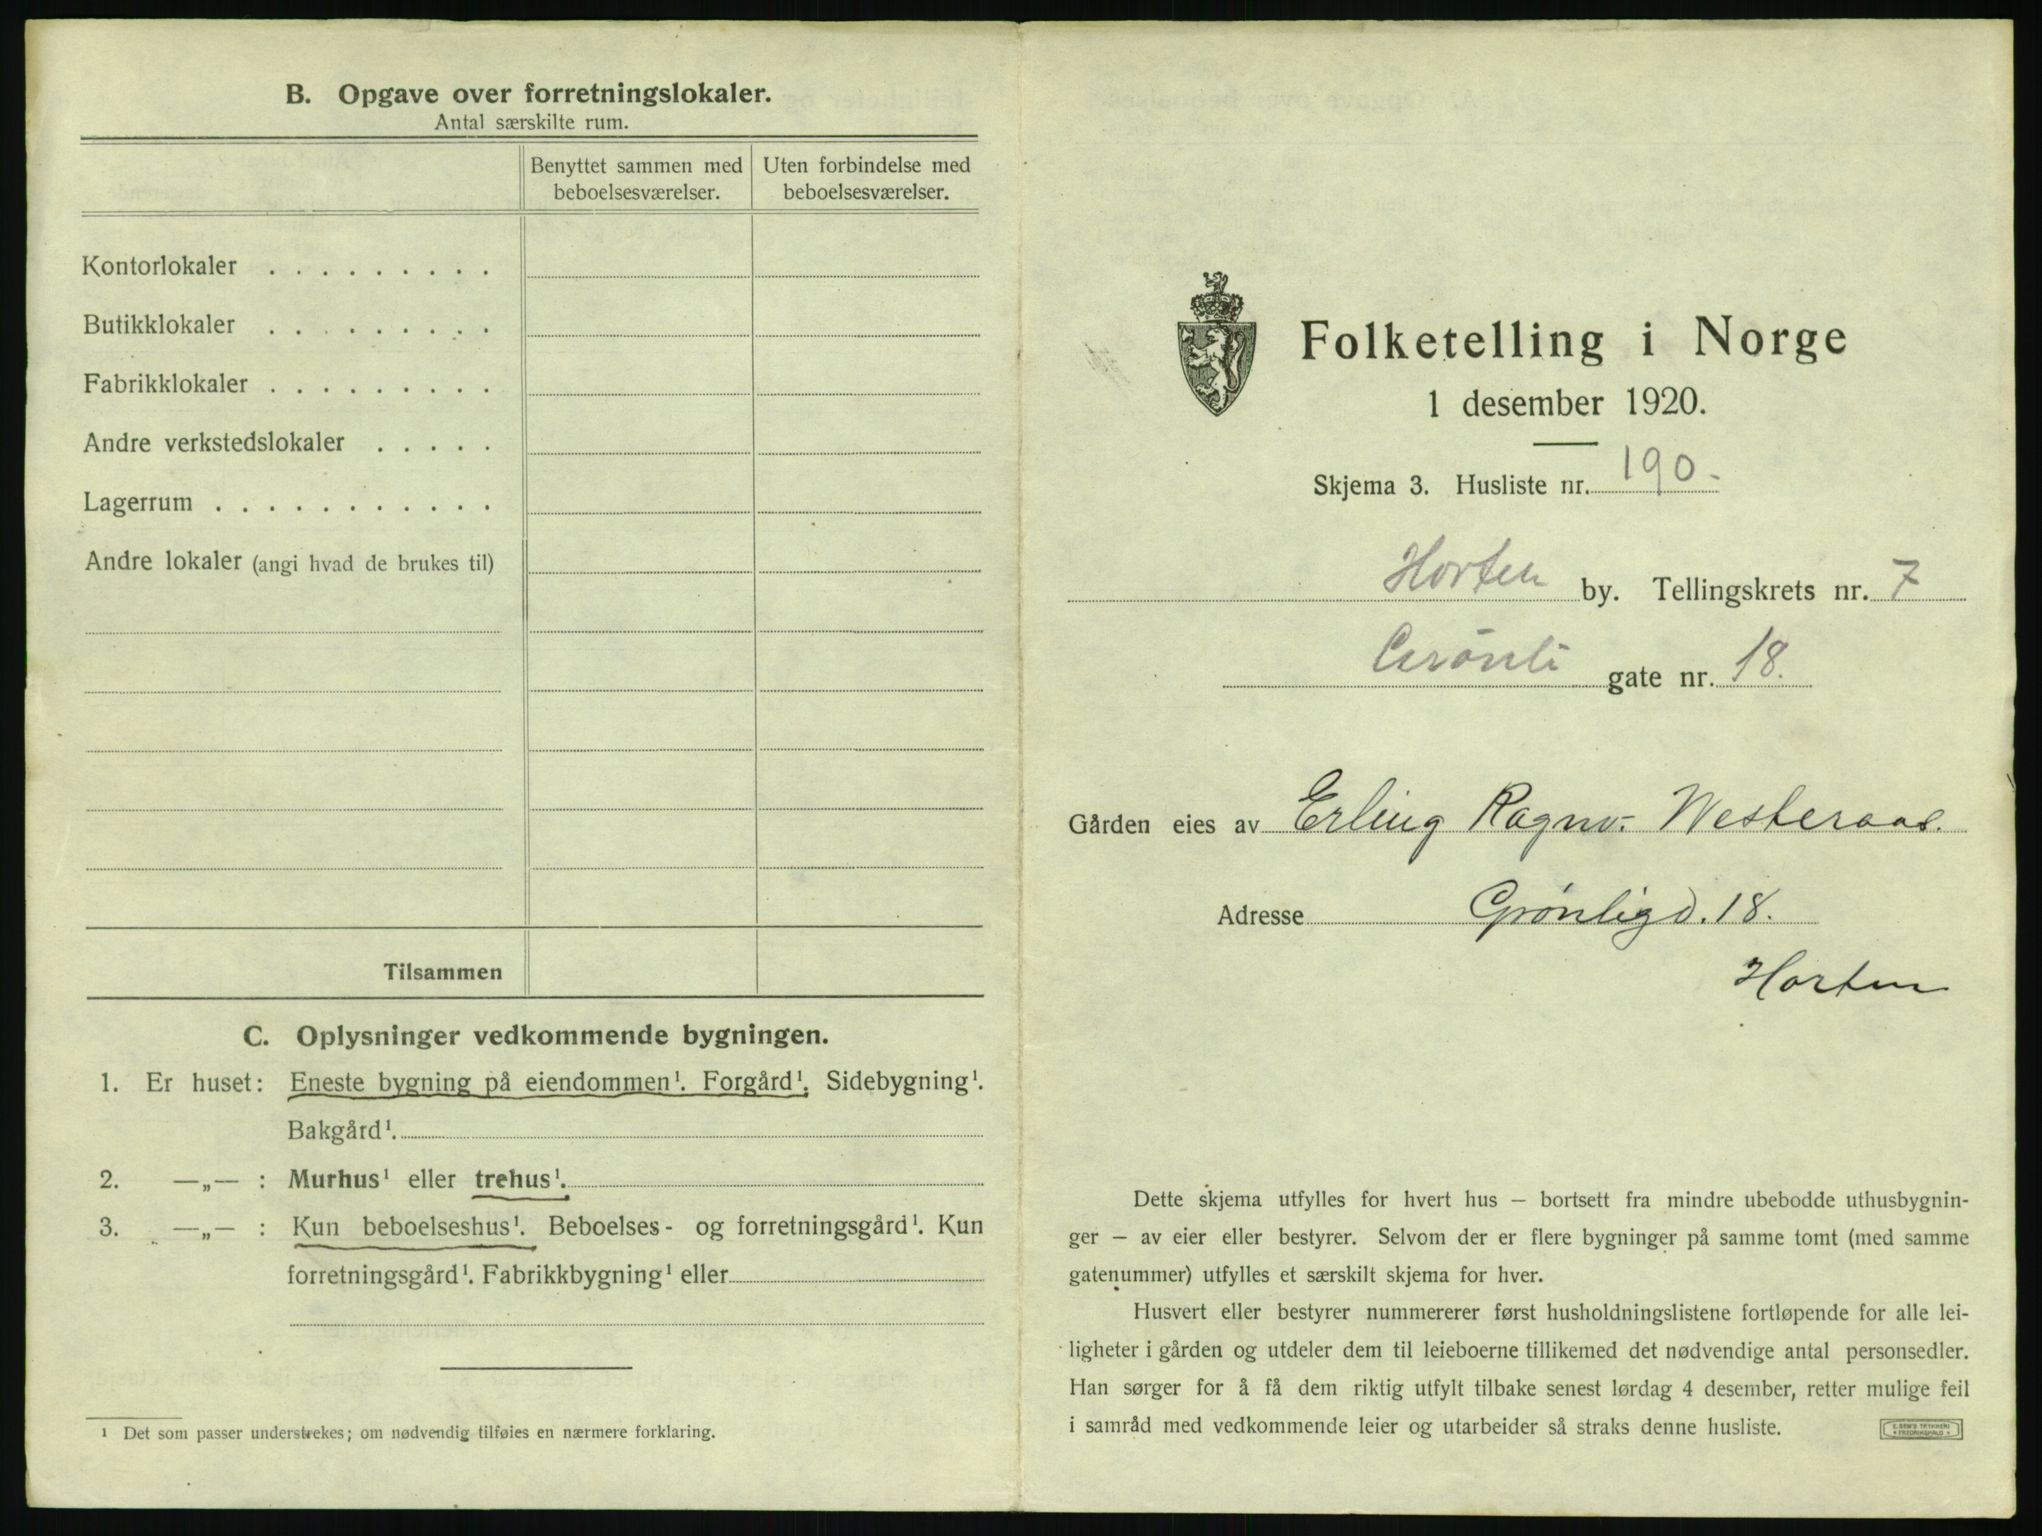 B. Opgave over forretningslokaler.
Antal særskilte rum.
Benyttet sammen med beboelsesværelser.
Uten forbindelse med beboelsesværelser.
Kontorlokaler . . . . . . . . .
Butikklokaler . . . . . . . . .
Fabrikklokaler . . . . . . . . .
Andre verkstedslokaler . . . . .
Lagerrum . . . . . . . . . . .
Andre lokaler (angi hvad de brukes til)
Tilsammen
C. Oplysninger vedkommende bygningen.
1. Er huset: Eneste bygning på eiendommen¹. Forgård¹. Sidebygning¹.
Bakgård¹.
2. —„— : Murhus¹ eller trehus¹.
3. —„— : Kun beboelseshus¹. Beboelses- og forretningsgård¹. Kun
forretningsgård¹. Fabrikkbygning¹ eller
¹ Det som passer understrekes; om nødvendig tilføies en nærmere forklaring.
Folketelling i Norge
1 desember 1920.
Skjema 3. Husliste nr. 190.
Horten by. Tellingskrets nr. 7
Grønli gate nr. 18.
Gården eies av Erling Ragnv. Westeraas.
Adresse Grønligd. 18.
Horten
Dette skjema utfylles for hvert hus – bortsett fra mindre ubebodde uthusbygnin-
ger – av eier eller bestyrer. Selvom der er flere bygninger på samme tomt (med samme
gatenummer) utfylles et særskilt skjema for hver.
Husvert eller bestyrer nummererer først husholdningslistene fortløpende for alle lei-
ligheter i gården og utdeler dem til leieboerne tillikemed det nødvendige antal personsedler.
Han sørger for å få dem riktig utfylt tilbake senest lørdag 4 desember, retter mulige feil
i samråd med vedkommende leier og utarbeider så straks denne husliste.